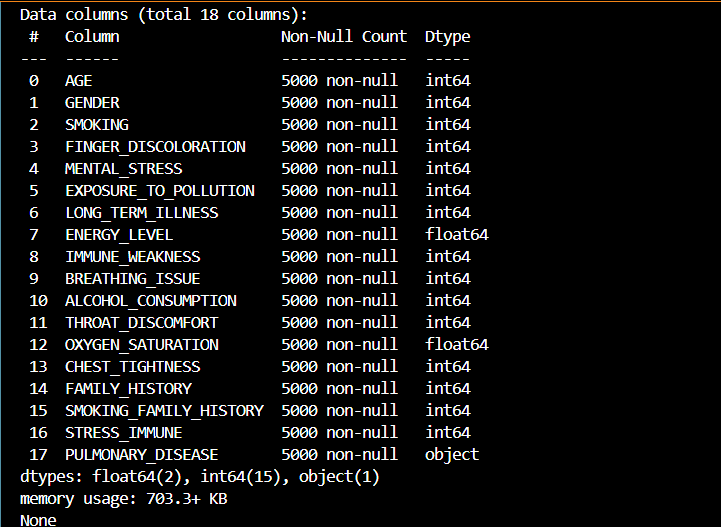 Data columns (total 18 columns):
 #   Column                  Non-Null Count  Dtype
---  ------                  --------------  -----
 0   AGE                     5000 non-null   int64
 1   GENDER                  5000 non-null   int64
 2   SMOKING                 5000 non-null   int64
 3   FINGER_DISCOLORATION    5000 non-null   int64
 4   MENTAL_STRESS           5000 non-null   int64
 5   EXPOSURE_TO_POLLUTION   5000 non-null   int64
 6   LONG_TERM_ILLNESS       5000 non-null   int64
 7   ENERGY_LEVEL            5000 non-null   float64
 8   IMMUNE_WEAKNESS         5000 non-null   int64
 9   BREATHING_ISSUE         5000 non-null   int64
 10  ALCOHOL_CONSUMPTION     5000 non-null   int64
 11  THROAT_DISCOMFORT       5000 non-null   int64
 12  OXYGEN_SATURATION       5000 non-null   float64
 13  CHEST_TIGHTNESS         5000 non-null   int64
 14  FAMILY_HISTORY          5000 non-null   int64
 15  SMOKING_FAMILY_HISTORY  5000 non-null   int64
 16  STRESS_IMMUNE           5000 non-null   int64
 17  PULMONARY_DISEASE       5000 non-null   object
dtypes: float64(2), int64(15), object(1)
memory usage: 703.3+ KB
None